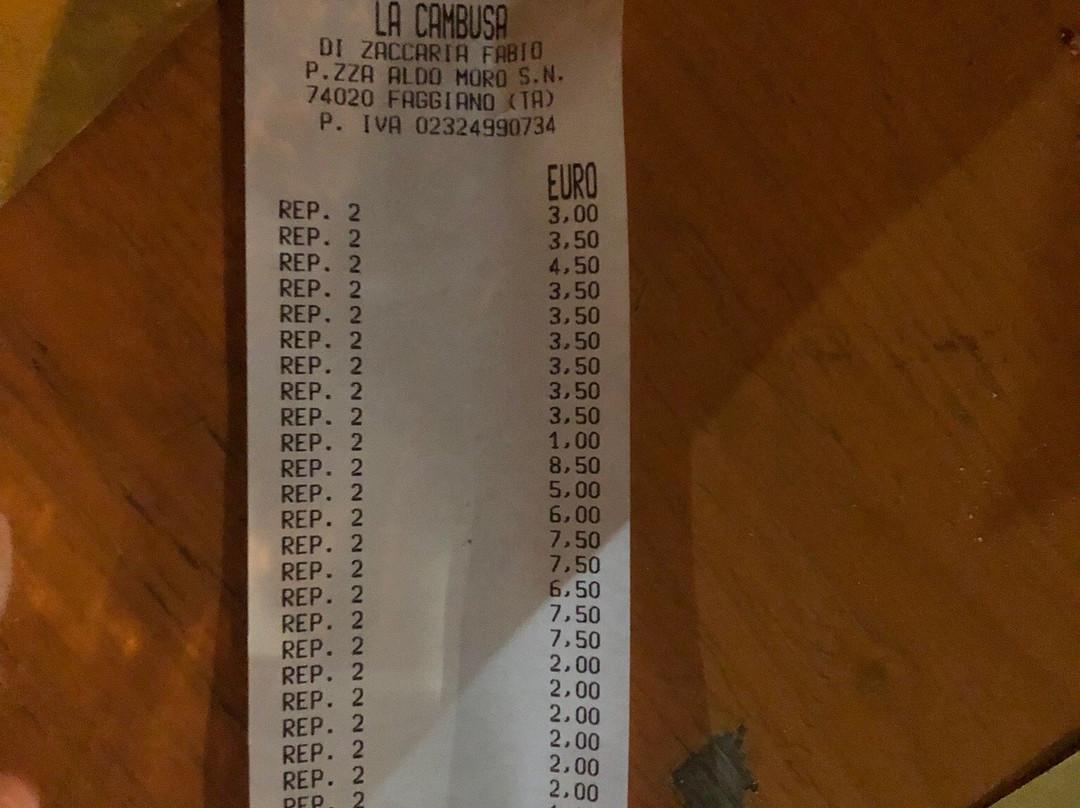 LA CAMBUSA
DI ZACCARIA FABIO
P.ZZA ALDO MORO S.N.
74020 FAGGIANO (TA)
P. IVA 02324990734
EURO
REP. 2 3,00
REP. 2 3,50
REP. 2 4,50
REP. 2 3,50
REP. 2 3,50
REP. 2 3,50
REP. 2 3,50
REP. 2 3,50
REP. 2 3,50
REP. 2 1,00
REP. 2 8,50
REP. 2 5,00
REP. 2 6,00
REP. 2 7,50
REP. 2 7,50
REP. 2 6,50
REP. 2 7,50
REP. 2 7,50
REP. 2 2,00
REP. 2 2,00
REP. 2 2,00
REP. 2 2,00
REP. 2 2,00
REP. 2 2,00